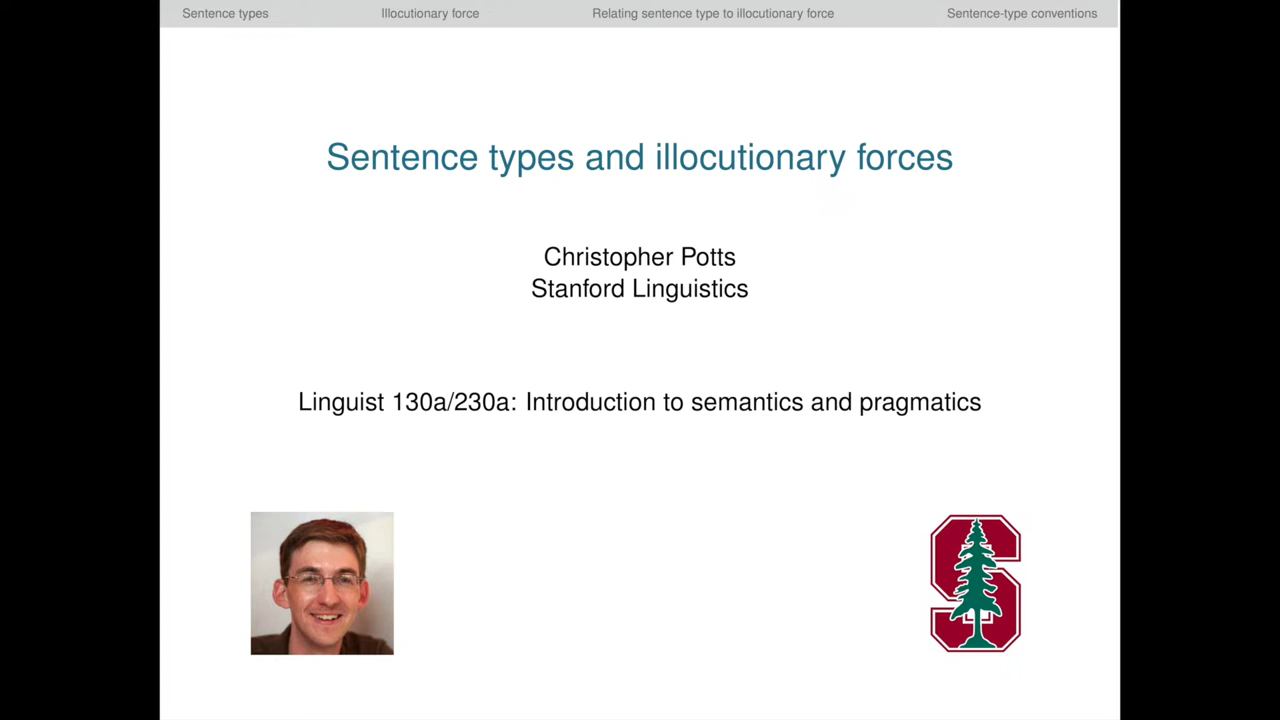 Sentence types Illocutionary force Relating sentence type to illocutionary force Sentence-type conventions
Sentence types and illocutionary forces
Christopher Potts
Stanford Linguistics
Linguist 130a/230a: Introduction to semantics and pragmatics